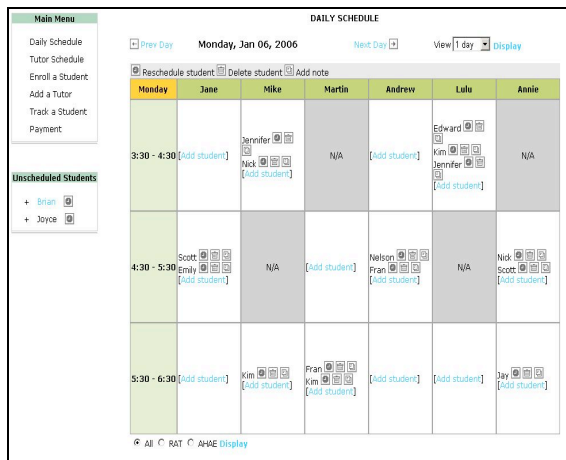 Main Menu
Daily Schedule
Tutor Schedule
Enroll a Student
Add a Tutor
Track a Student
Payment
Unscheduled Students
+ Brian
+ Joyce
DAILY SCHEDULE
Prev Day Monday, Jan 06, 2006 Next Day View 1 day Display
Reschedule student Delete student Add note
Monday Jane Mike Martin Andrew Lulu Annie
3:30 - 4:30
[Add student]
Jennifer
Nick
[Add student]
N/A
[Add student]
Edward
Kim
Jennifer
[Add student]
N/A
4:30 - 5:30
Scott
Emily
[Add student]
N/A
[Add student]
Nelson
Fran
[Add student]
N/A
Nick
Scott
[Add student]
5:30 - 6:30
[Add student]
Kim
[Add student]
Fran
Kim
[Add student]
[Add student]
[Add student]
Jay
[Add student]
All RAT AHAE Display